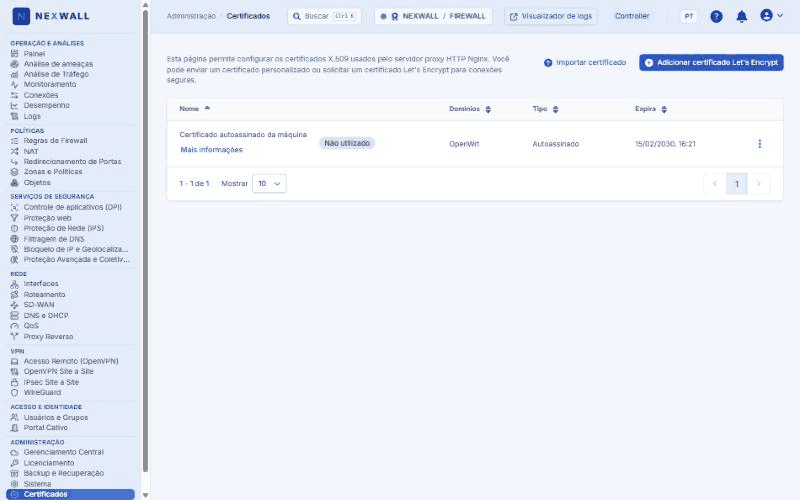 N NEXWALL
Administração
Certificados
Buscar Ctrl K
NEXWALL / FIREWALL
Visualizador de logs
Controller
PT
OPERAÇÃO E ANÁLISES
Painel
Análise de ameaças
Análise de Tráfego
Monitoramento
Conexões
Desempenho
Logs
POLÍTICAS
Regras de Firewall
NAT
Redirecionamento de Portas
Zonas e Políticas
Objetos
SERVIÇOS DE SEGURANÇA
Controle de aplicativos (DPI)
Proteção web
Proteção de Rede (IPS)
Filtragem de DNS
Bloqueio de IP e Geolocaliza...
Proteção Avançada e Coletiv...
REDE
Interfaces
Roteamento
SD-WAN
DNS e DHCP
QoS
Proxy Reverso
VPN
Acesso Remoto (OpenVPN)
OpenVPN Site a Site
IPsec Site a Site
WireGuard
ACESSO E IDENTIDADE
Usuários e Grupos
Portal Cativo
ADMINISTRAÇÃO
Gerenciamento Central
Licenciamento
Backup e Recuperação
Sistema
Certificados
Esta página permite configurar os certificados X.509 usados pelo servidor proxy HTTP Nginx. Você
pode enviar um certificado personalizado ou solicitar um certificado Let's Encrypt para conexões
seguras.
Importar certificado
Adicionar certificado Let's Encrypt
Nome
Domínios
Tipo
Expira
Certificado autoassinado da máquina
Mais informações
Não utilizado
OpenWrt
Autoassinado
15/02/2030, 16:21
1 - 1 de 1
Mostrar
10
1